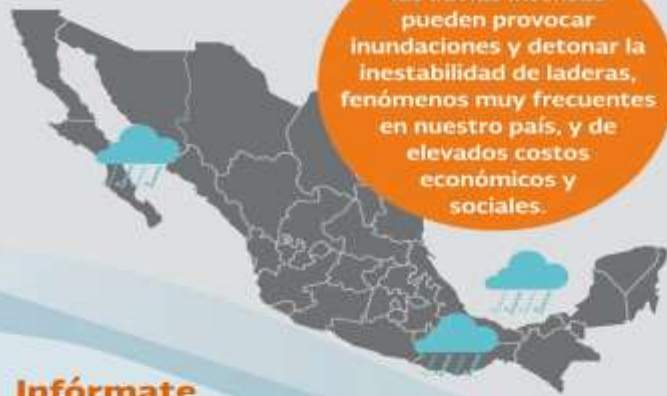 pueden provocar
inundaciones y detonar la
inestabilidad de laderas,
fenómenos muy frecuentes
en nuestro país, y de
elevados costos
económicos y
sociales.
Infórmate